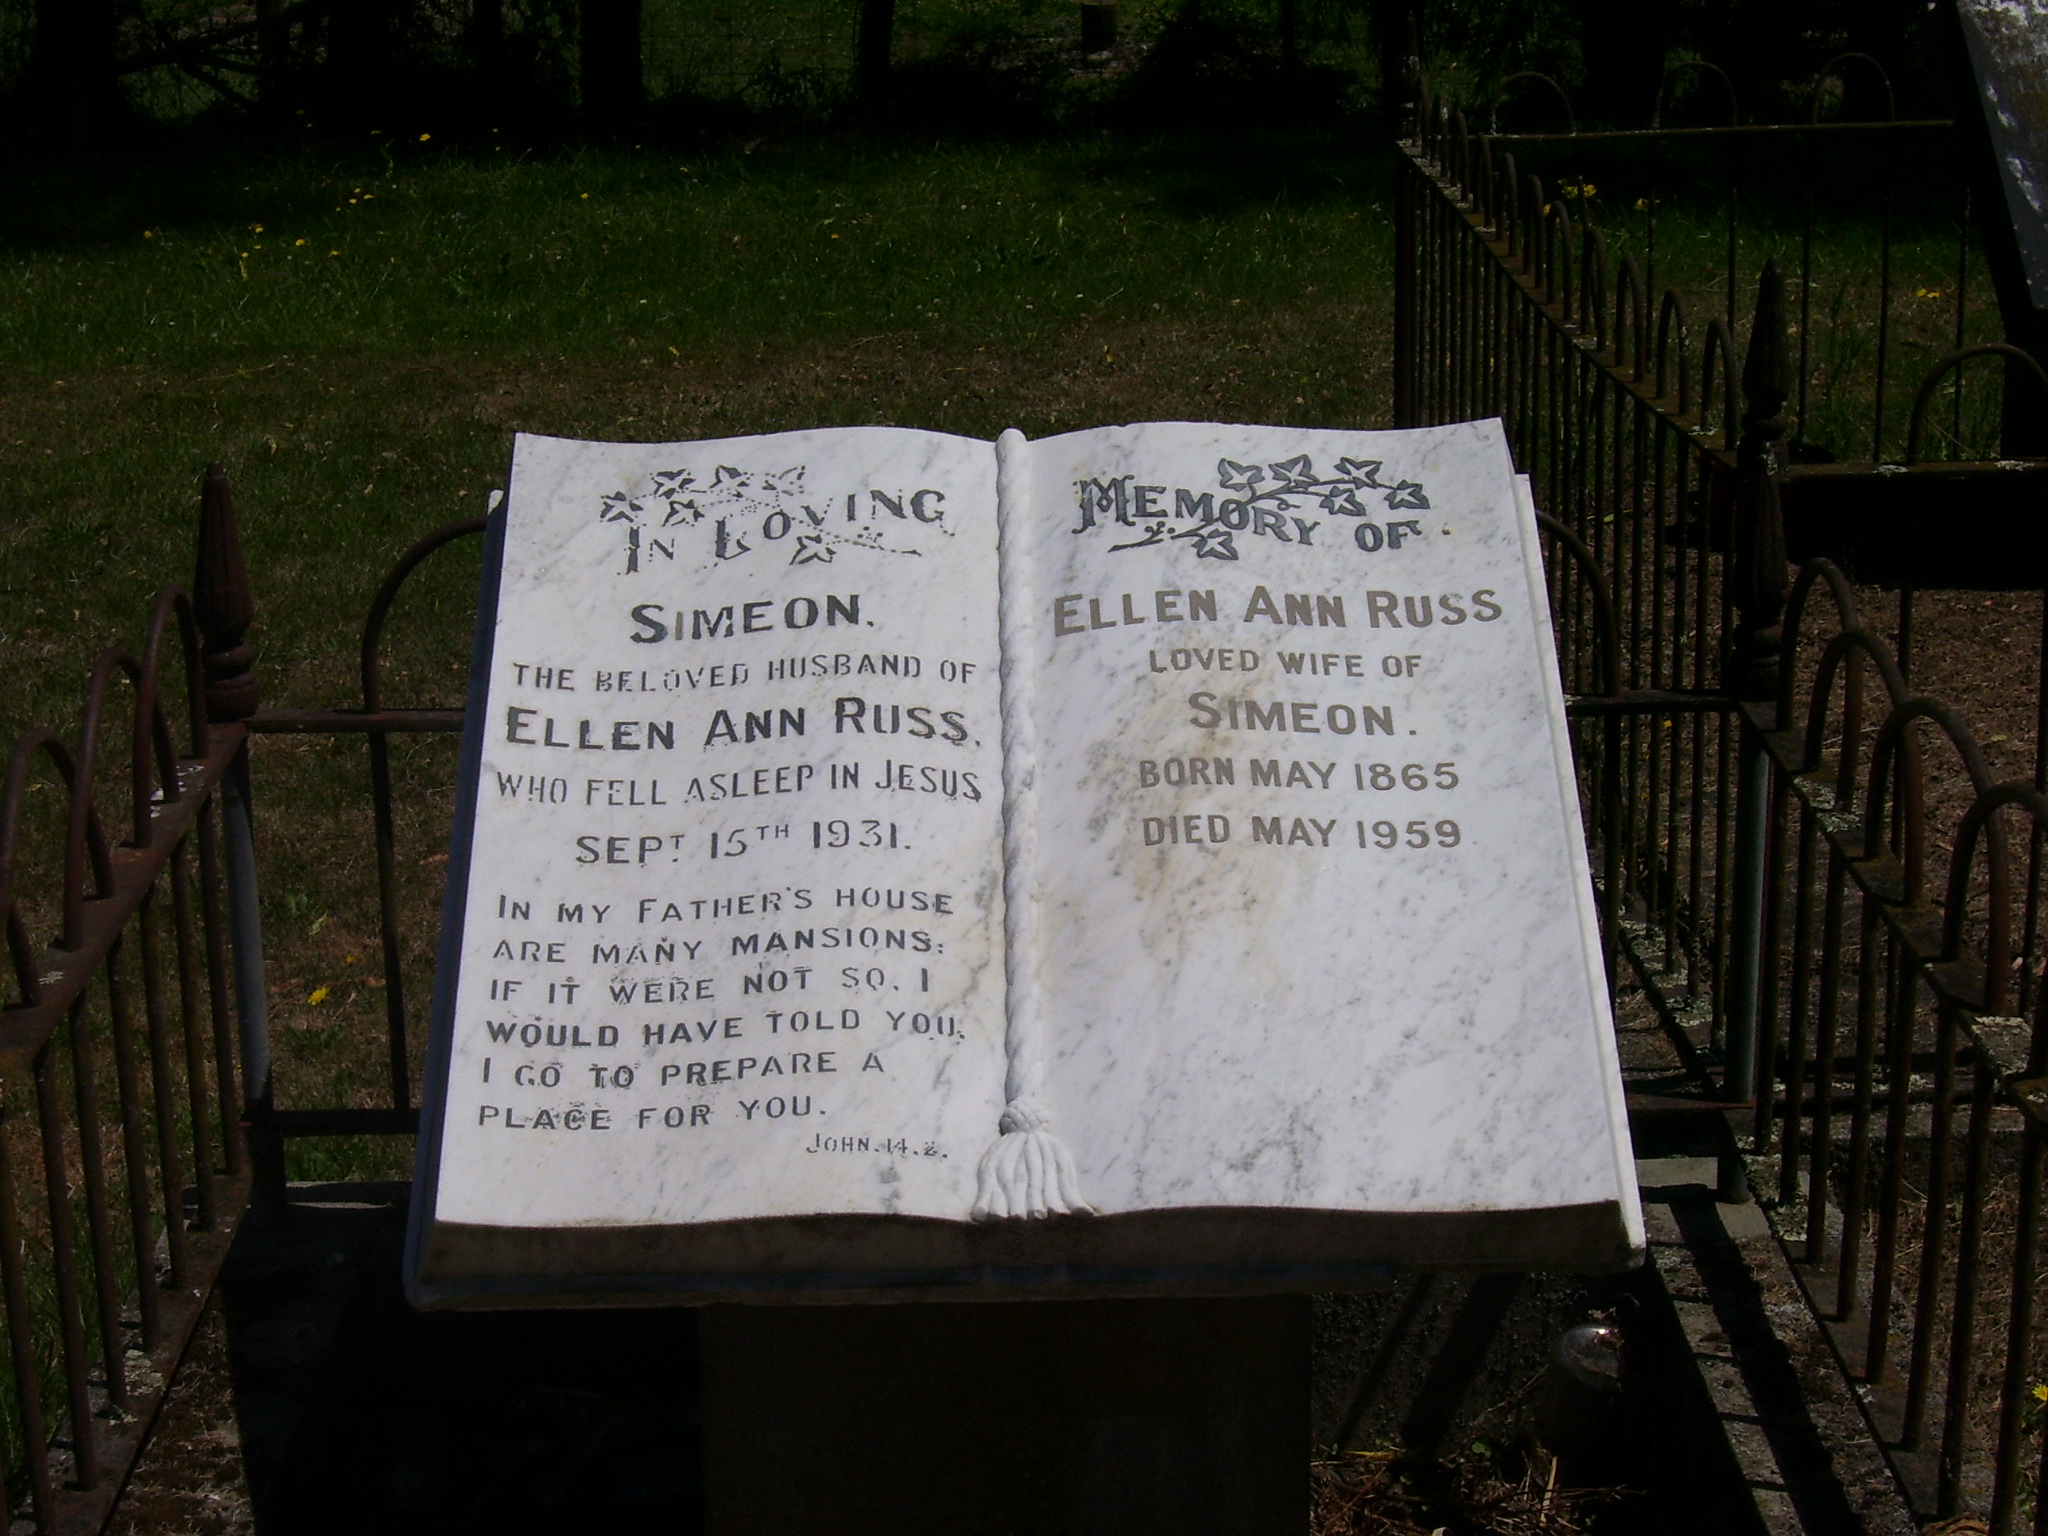 IN LOVING
SIMEON.
THE BELOVED HUSBAND OF
ELLEN ANN RUSS.
WHO FELL ASLEEP IN JESUS
SEPT. 15TH 1931.
IN MY FATHER'S HOUSE
ARE MANY MANSIONS:
IF IT WERE NOT SO, I
WOULD HAVE TOLD YOU.
I GO TO PREPARE A
PLACE FOR YOU.
JOHN. 14. 2.
MEMORY OF
ELLEN ANN RUSS
LOVED WIFE OF
SIMEON.
BORN MAY 1865
DIED MAY 1959